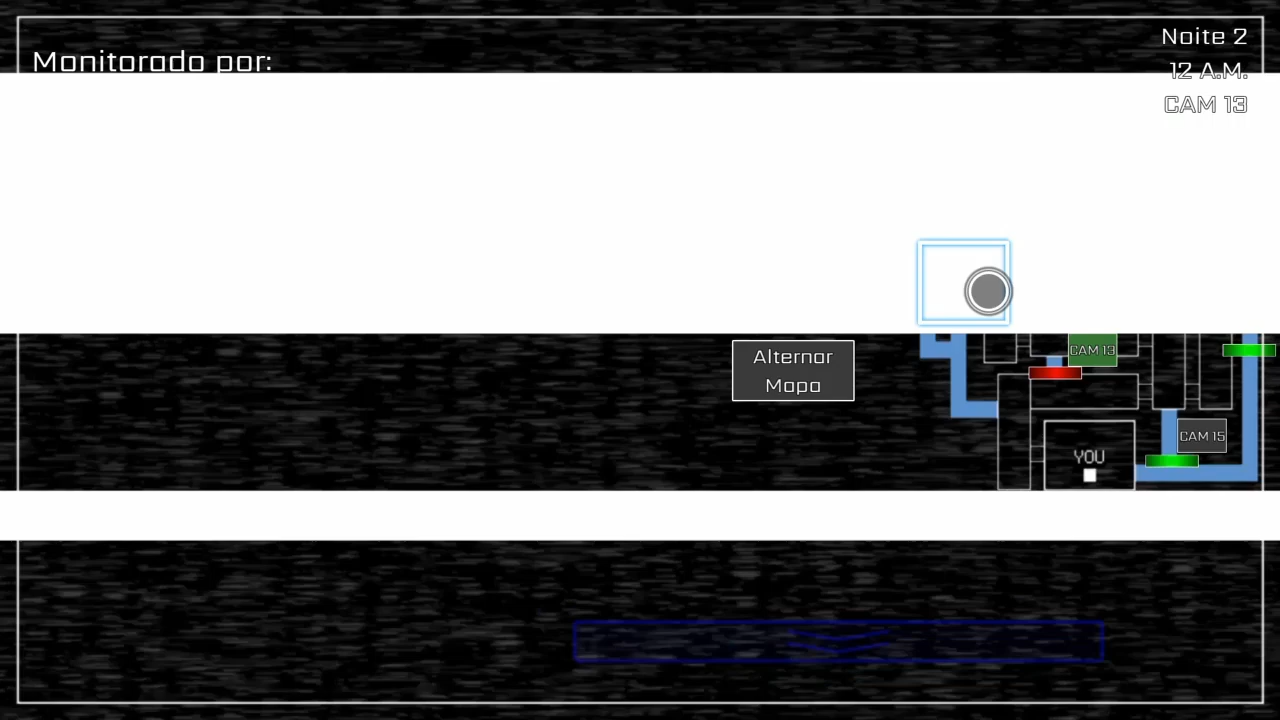 Monitorado por:
Noite 2
12 A.M.
CAM 13
Alternar
Mapa
CAM 13
CAM 15
YOU